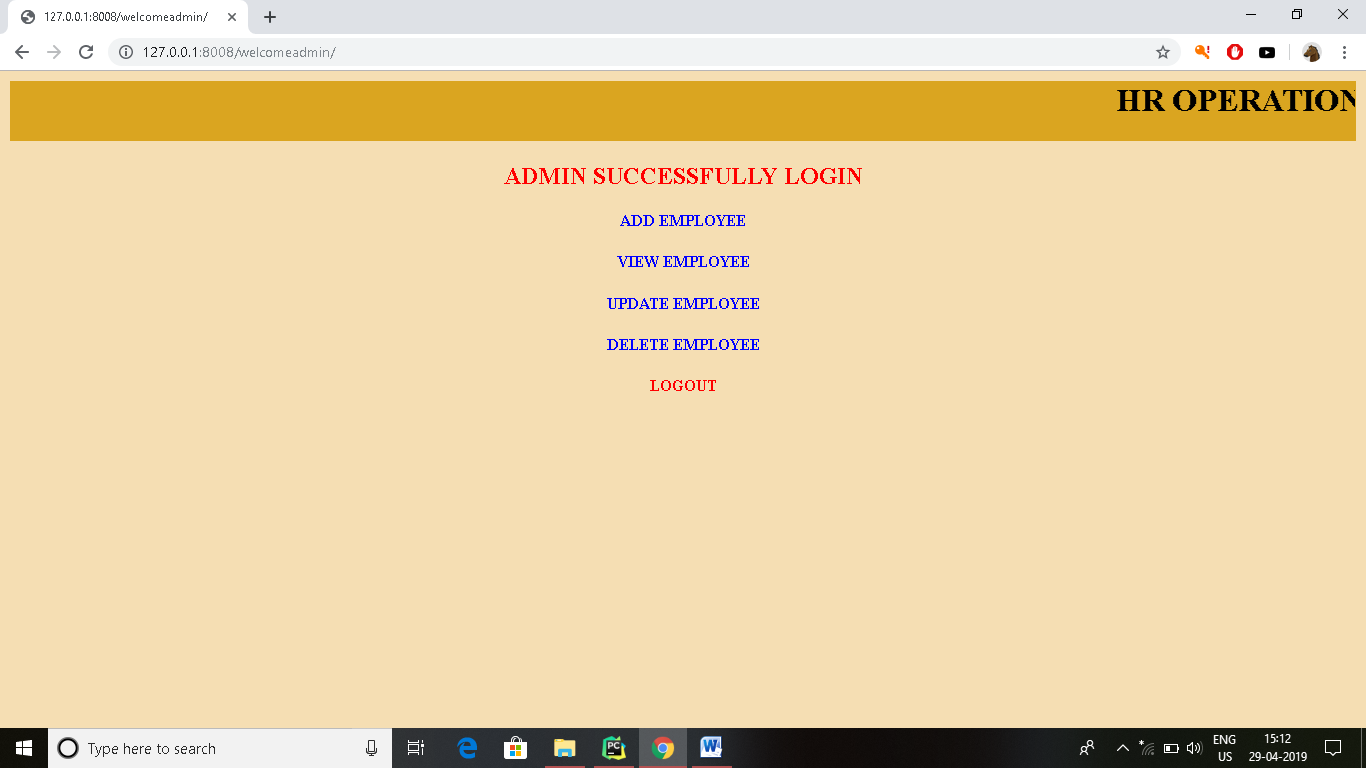 127.0.0.1:8008/welcomeadmin/
127.0.0.1:8008/welcomeadmin/
HR OPERATION
ADMIN SUCCESSFULLY LOGIN
ADD EMPLOYEE
VIEW EMPLOYEE
UPDATE EMPLOYEE
DELETE EMPLOYEE
LOGOUT
Type here to search
PC
W
ENG
US
15:12
29-04-2019